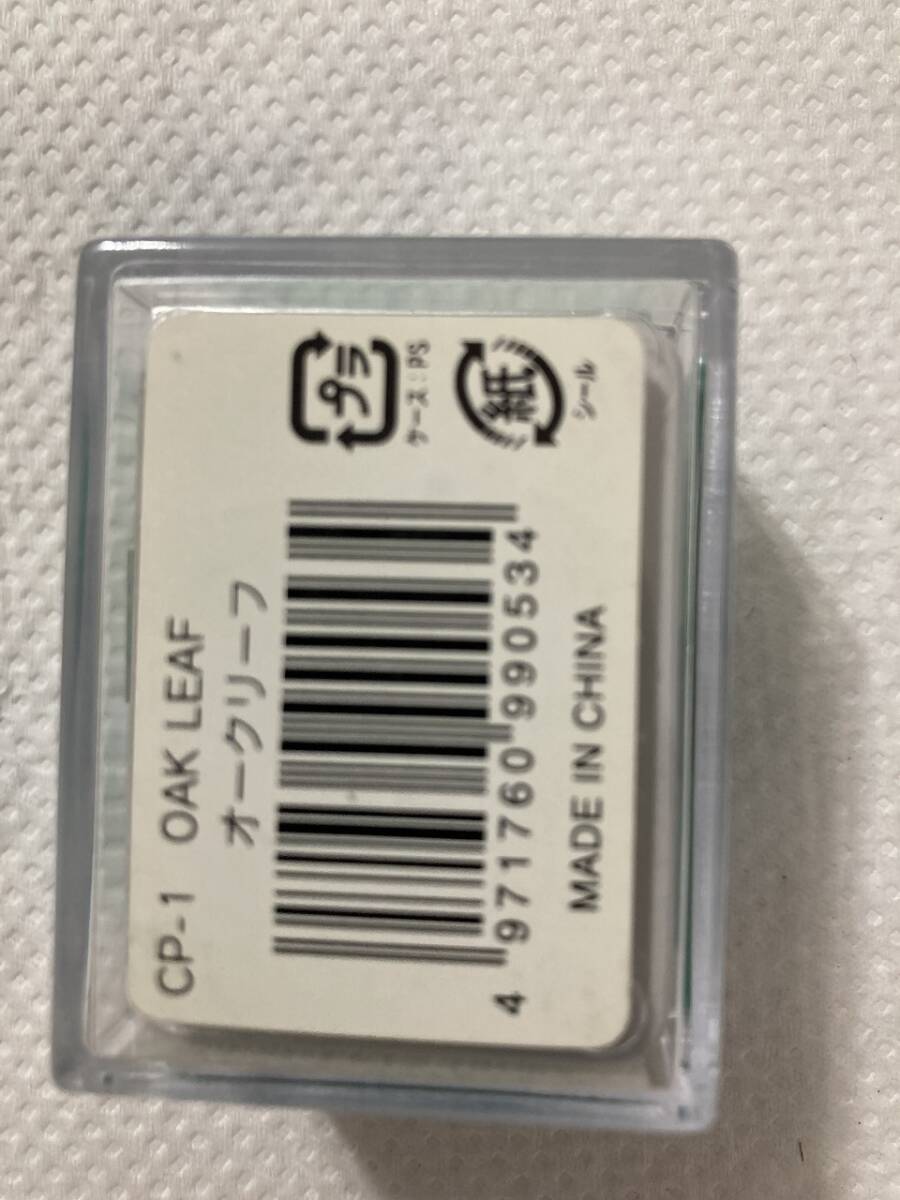 CP-1 OAK LEAF
オークリーフ
4 971760 990534
MADE IN CHINA
プラ
ケース：PS
紙
シール